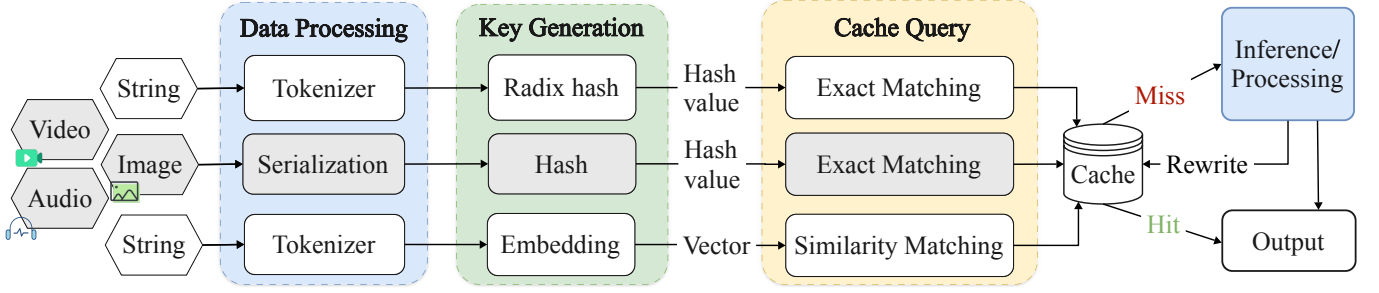 Data Processing
Key Generation
Cache Query
String
Tokenizer
Radix hash
Hash
value
Exact Matching
Inference/
Processing
Miss
Video
Image
Audio
Serialization
Hash
Hash
value
Exact Matching
Cache
Rewrite
String
Tokenizer
Embedding
Vector
Similarity Matching
Hit
Output